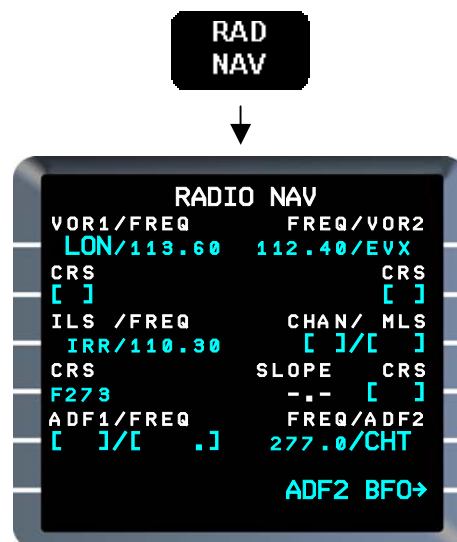 RAD
NAV
RADIO NAV
VOR1/FREQ FREQ/VOR2
LON/113.60 112.40/EVX
CRS CRS
[ ] [ ]
ILS /FREQ CHAN/ MLS
IRR/110.30 [ ]/[ ]
CRS SLOPE CRS
F273 -.- [ ]
ADF1/FREQ FREQ/ADF2
[ ]/[ .] 277.0/CHT
ADF2 BFO→